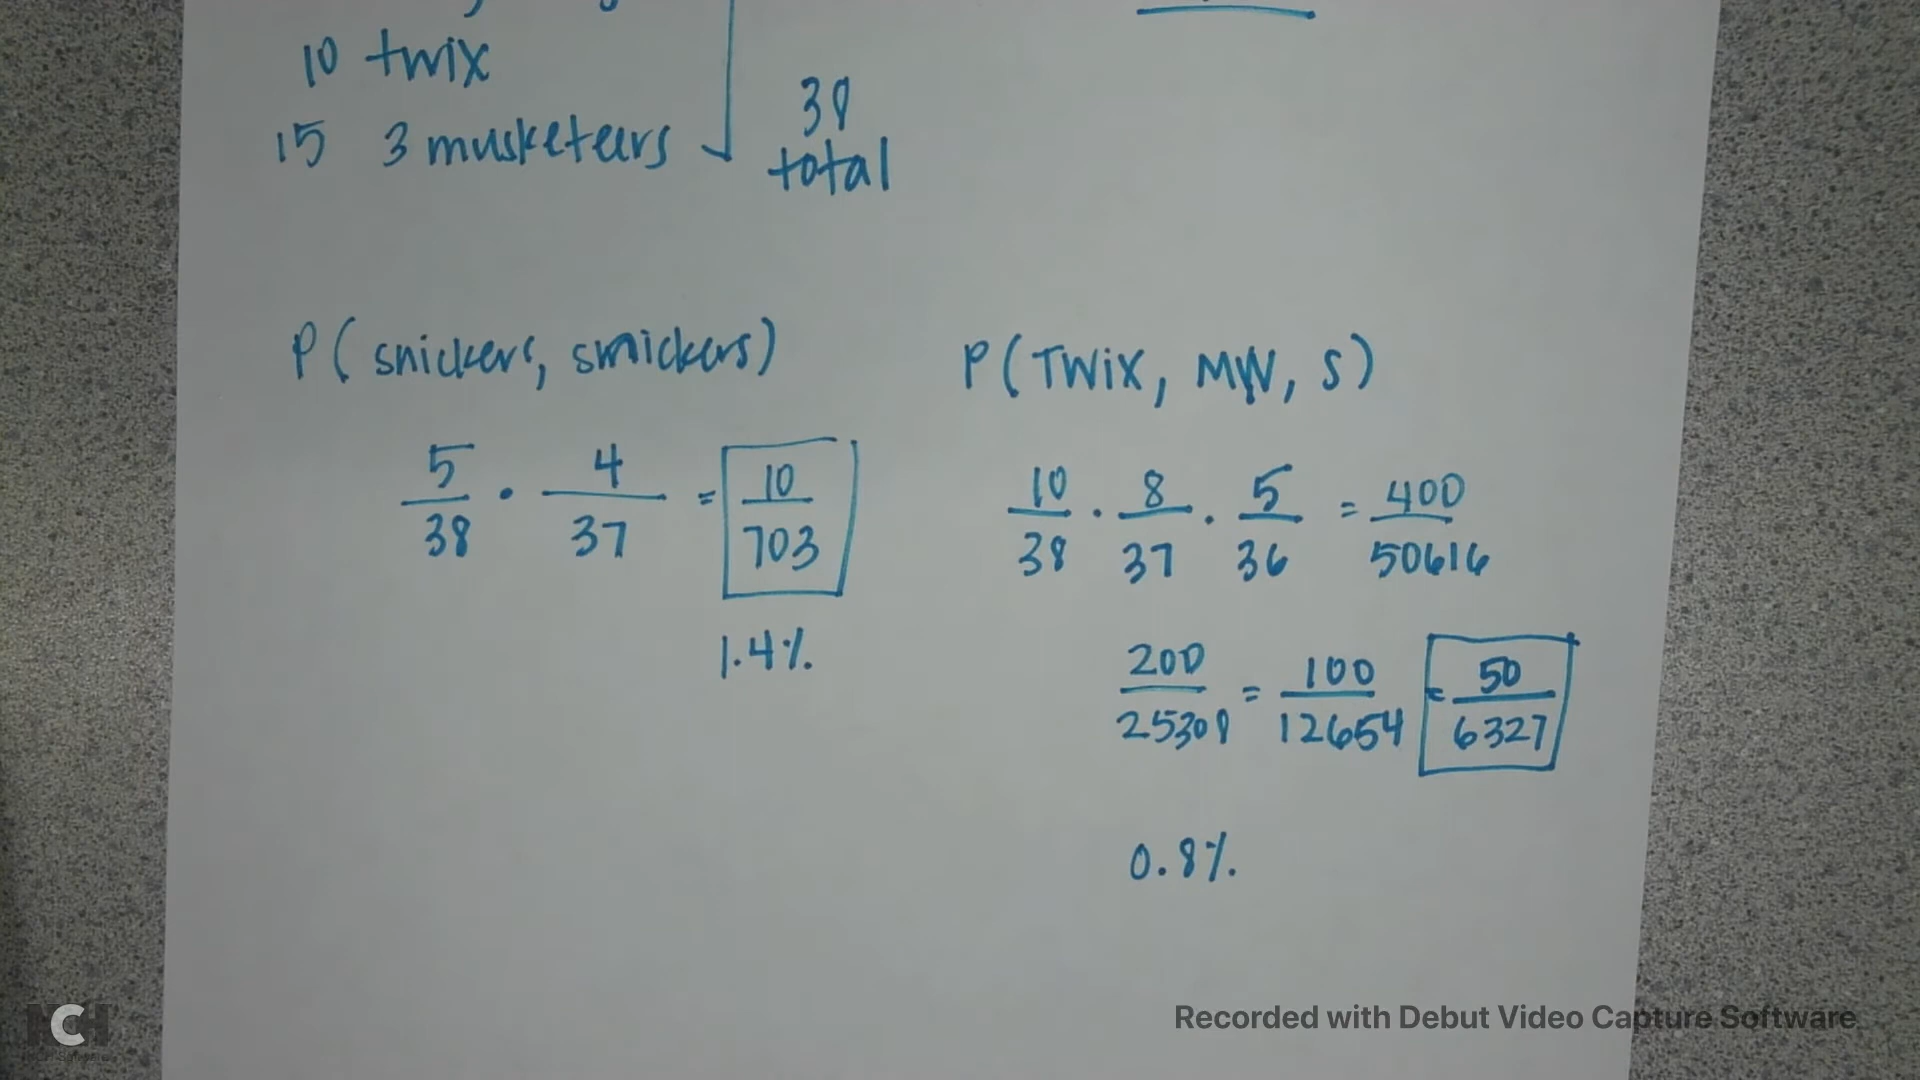 10 twix
38
15 3 musketeers
total
P(snickers, snickers)
P(TWix, MW, S)
5/38 · 4/37 = 10/703
10/38 · 8/37 · 5/36 = 400/50616
1.4%
200/25308 = 100/12654 = 50/6327
0.8%
NCH
Recorded with Debut Video Capture Software